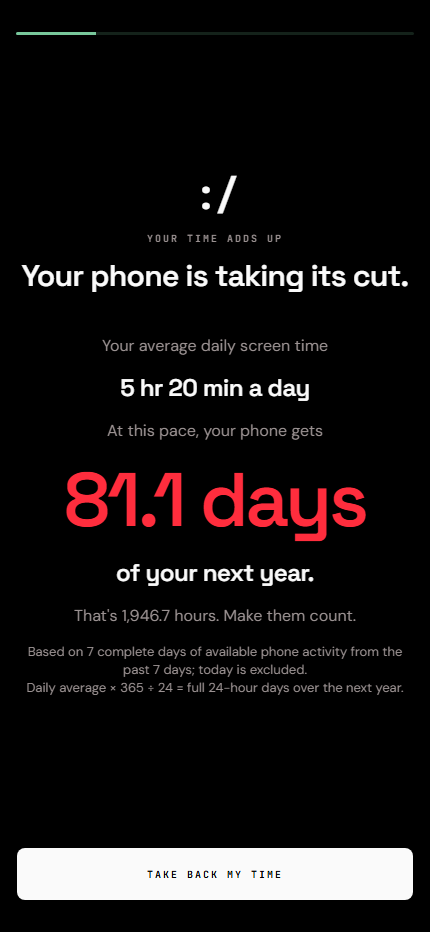 :/
YOUR TIME ADDS UP
Your phone is taking its cut.
Your average daily screen time
5 hr 20 min a day
At this pace, your phone gets
81.1 days
of your next year.
That's 1,946.7 hours. Make them count.
Based on 7 complete days of available phone activity from the
past 7 days; today is excluded.
Daily average × 365 ÷ 24 = full 24-hour days over the next year.
TAKE BACK MY TIME